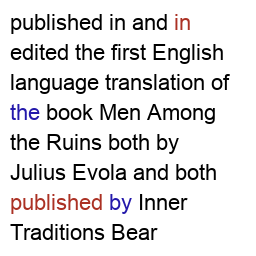 published in and in
edited the first English
language translation of
the book Men Among
the Ruins both by
Julius Evola and both
published by Inner
Traditions Bear